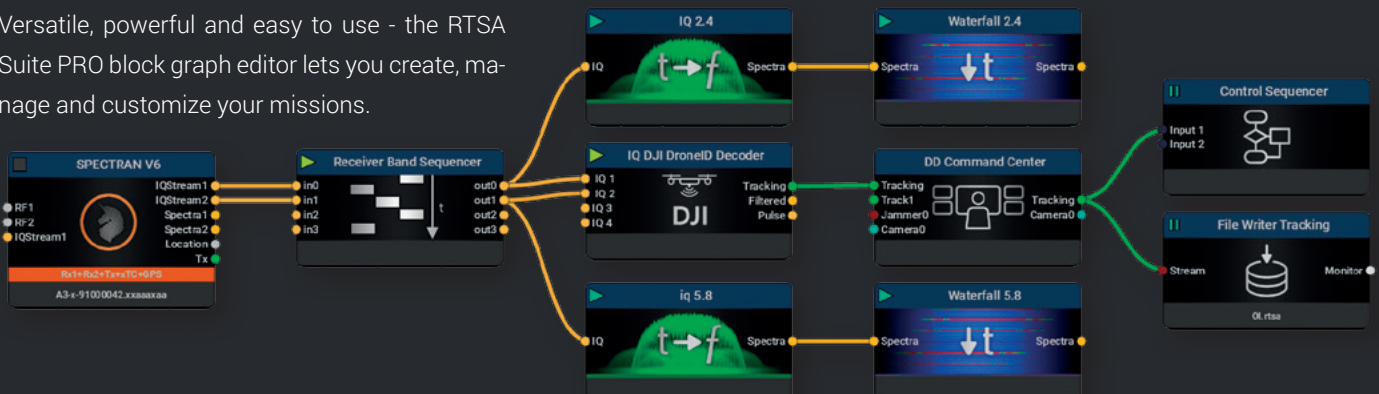 Versatile, powerful and easy to use - the RTSA
Suite PRO block graph editor lets you create, ma-
nage and customize your missions.
SPECTRAN V6
RF1
RF2
IQStream1
IQStream1
IQStream2
Spectra1
Spectra2
Location
Tx
Rx1+Rx2+Tx+xTC+GPS
A3-x-91000042.xxaaaxaa
Receiver Band Sequencer
in0
in1
in2
in3
t
out0
out1
out2
out3
IQ 2.4
IQ
t→f
Spectra
Waterfall 2.4
Spectra
↓t
Spectra
IQ DJI DroneID Decoder
IQ 1
IQ 2
IQ 3
IQ 4
DJI
Tracking
Filtered
Pulse
DD Command Center
Tracking
Track1
Jammer0
Camera0
Tracking
Camera0
iq 5.8
IQ
t→f
Spectra
Waterfall 5.8
Spectra
↓t
Spectra
Control Sequencer
Input 1
Input 2
File Writer Tracking
Stream
Monitor
0l.rtsa